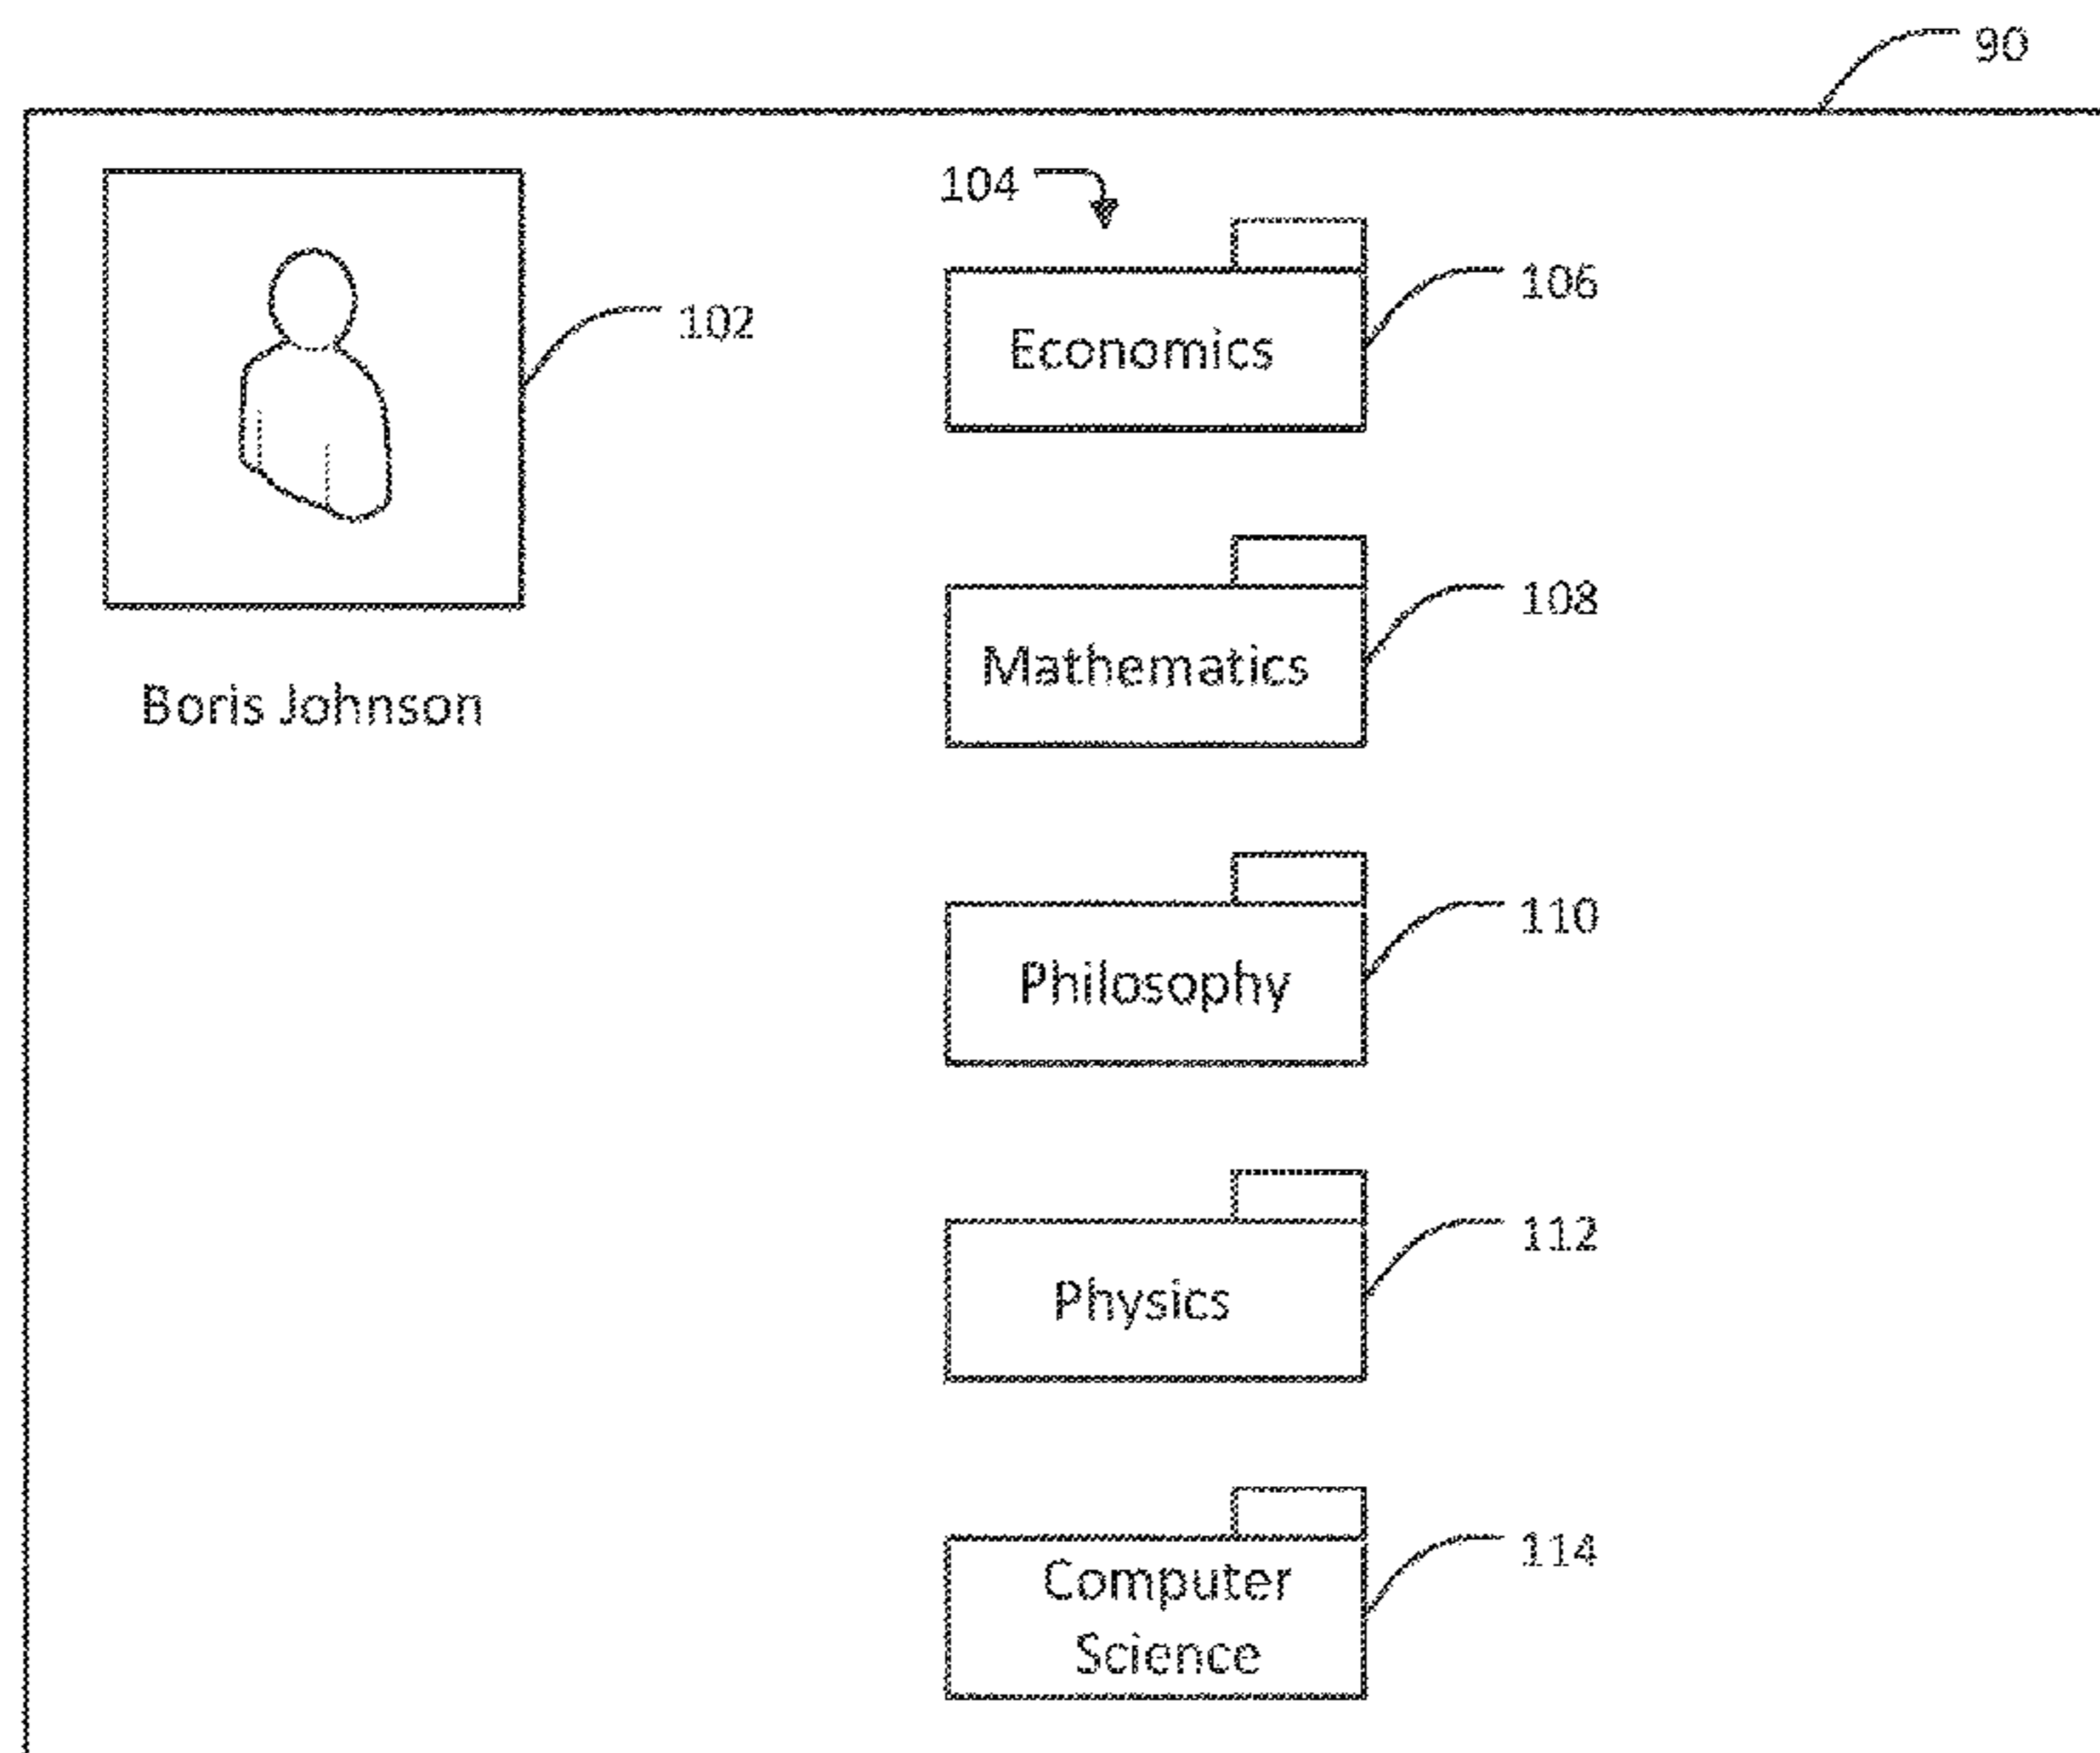 90
104
106
102
Economics
108
Mathematics
Boris Johnson
110
Philosophy
112
Physics
114
Computer
Science